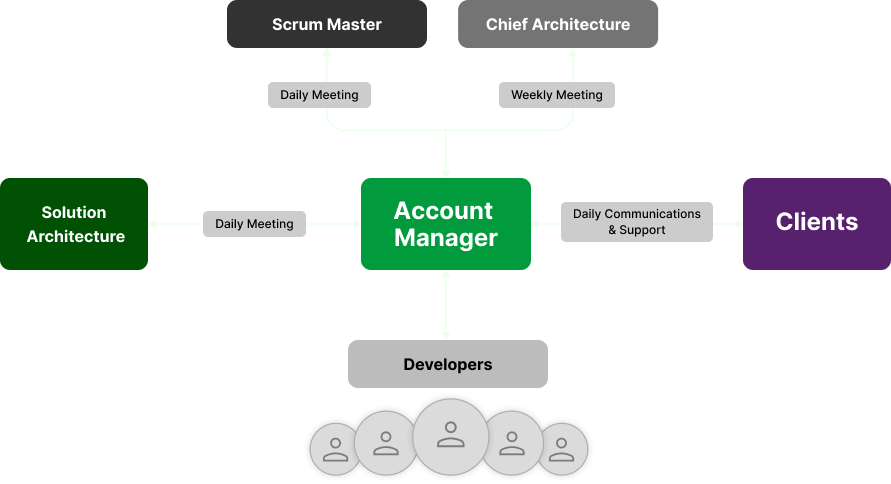 Scrum Master
Chief Architecture
Daily Meeting
Weekly Meeting
Solution
Architecture
Daily Meeting
Account
Manager
Daily Communications
& Support
Clients
Developers